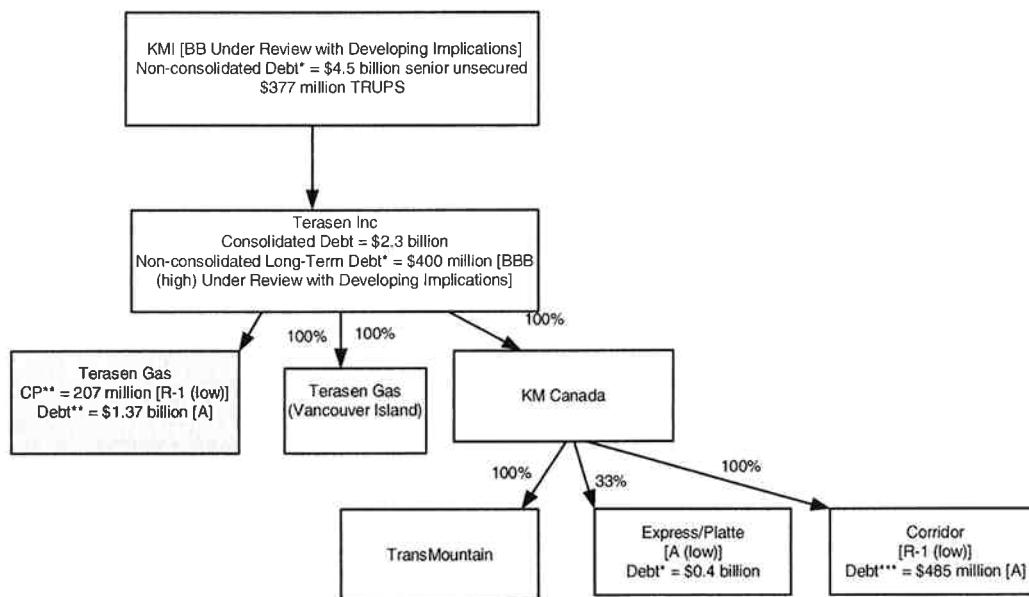 KMI [BB Under Review with Developing Implications]
Non-consolidated Debt* = $4.5 billion senior unsecured
$377 million TRUPS
Terasen Inc
Consolidated Debt = $2.3 billion
Non-consolidated Long-Term Debt* = $400 million [BBB
(high) Under Review with Developing Implications]
100%
100%
100%
Terasen Gas
CP** = 207 million [R-1 (low)]
Debt** = $1.37 billion [A]
Terasen Gas
(Vancouver Island)
KM Canada
100%
33%
100%
TransMountain
Express/Platte
[A (low)]
Debt* = $0.4 billion
Corridor
[R-1 (low)]
Debt*** = $485 million [A]